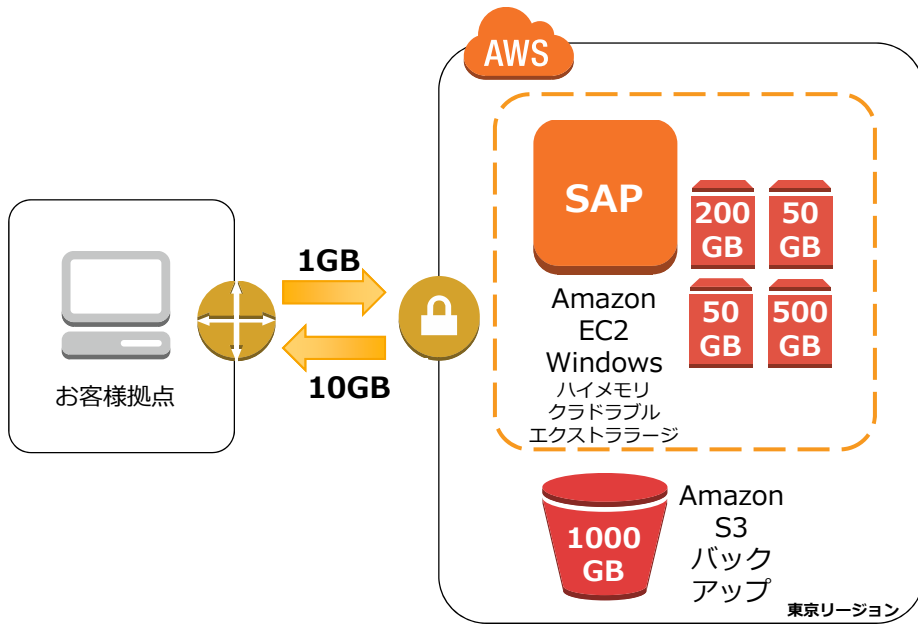 AWS
SAP
200
GB
50
GB
50
GB
500
GB
1GB
10GB
お客様拠点
Amazon
EC2
Windows
ハイメモリ
クラドラブル
エクストララージ
1000
GB
Amazon
S3
バック
アップ
東京リージョン